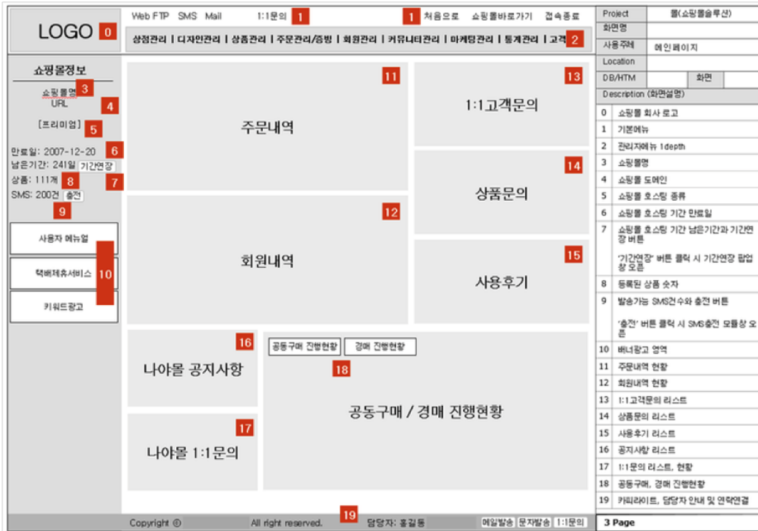 LOGO 0
Web FTP SMS Mail 1:1문의 1
1 처음으로 쇼핑몰바로가기 접속종료
상점관리 | 디자인관리 | 상품관리 | 주문관리/증빙 | 회원관리 | 커뮤니티관리 | 마케팅관리 | 통계관리 | 고객 2
쇼핑몰정보
쇼핑몰명 3
URL 4
[프리미엄] 5
만료일: 2007-12-20 6
남은기간: 241일 기간연장 7
상품: 111개 8
SMS: 200건 충전
9
사용자 메뉴얼
택배제휴서비스 10
키워드광고
11
주문내역
12
회원내역
13
1:1고객문의
14
상품문의
15
사용후기
16
나야몰 공지사항
17
나야몰 1:1문의
공동구매 진행현황 경매 진행현황
18
공동구매 / 경매 진행현황
19
Copyright ⓒ All right reserved. 담당자: 홍길동 메일발송 문자발송 1:1문의
Project 몰(쇼핑몰솔루션)
화면명
사용주례 메인페이지
Location
DB/HTM 화면
Description (화면설명)
0 쇼핑몰 회사 로고
1 기본메뉴
2 관리자메뉴 1depth
3 쇼핑몰명
4 쇼핑몰 도메인
5 쇼핑몰 호스팅 종류
6 쇼핑몰 호스팅 기간 만료일
7 쇼핑몰 호스팅 기간 남은기간과 기간연
장 버튼
'기간연장' 버튼 클릭 시 기간연장 팝업
창 오픈
8 등록된 상품 숫자
9 발송가능 SMS건수와 충전 버튼
'충전' 버튼 클릭 시 SMS충전 모듈창 오
픈
10 배너광고 영역
11 주문내역 현황
12 회원내역 현황
13 1:1고객문의 리스트
14 상품문의 리스트
15 사용후기 리스트
16 공지사항 리스트
17 1:1문의 리스트, 현황
18 공동구매, 경매 진행현황
19 카피라이트, 담당자 안내 및 연락연결
3 Page